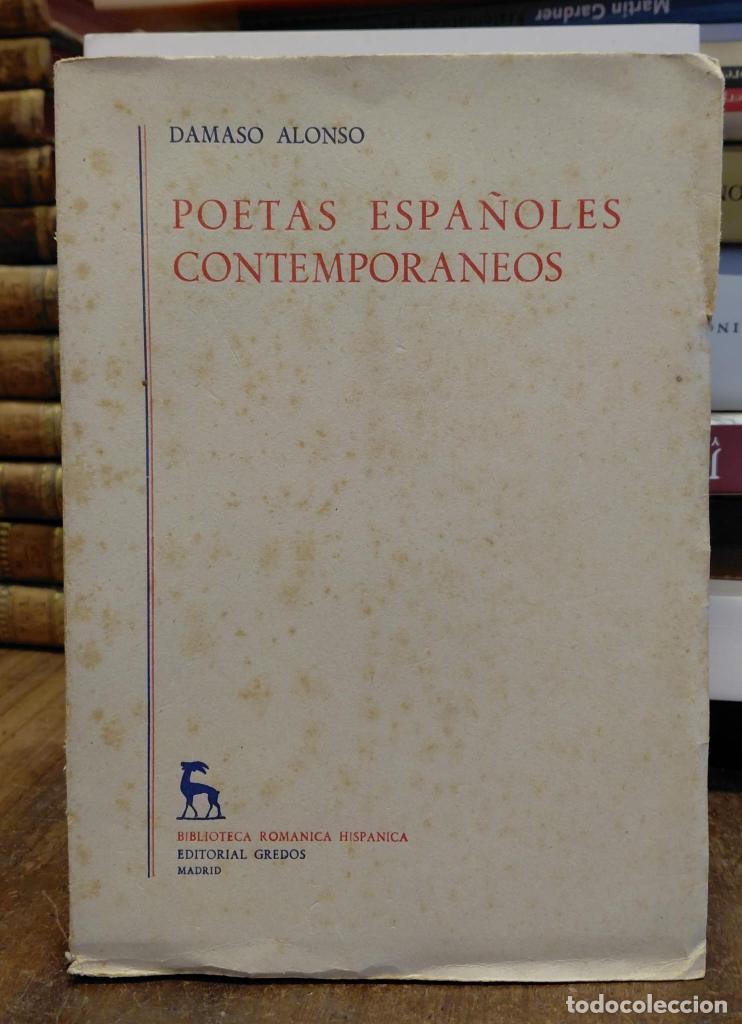 Martin Gardner
DAMASO ALONSO
POETAS ESPAÑOLES
CONTEMPORANEOS
BIBLIOTECA ROMANICA HISPANICA
EDITORIAL GREDOS
MADRID
todocoleccion